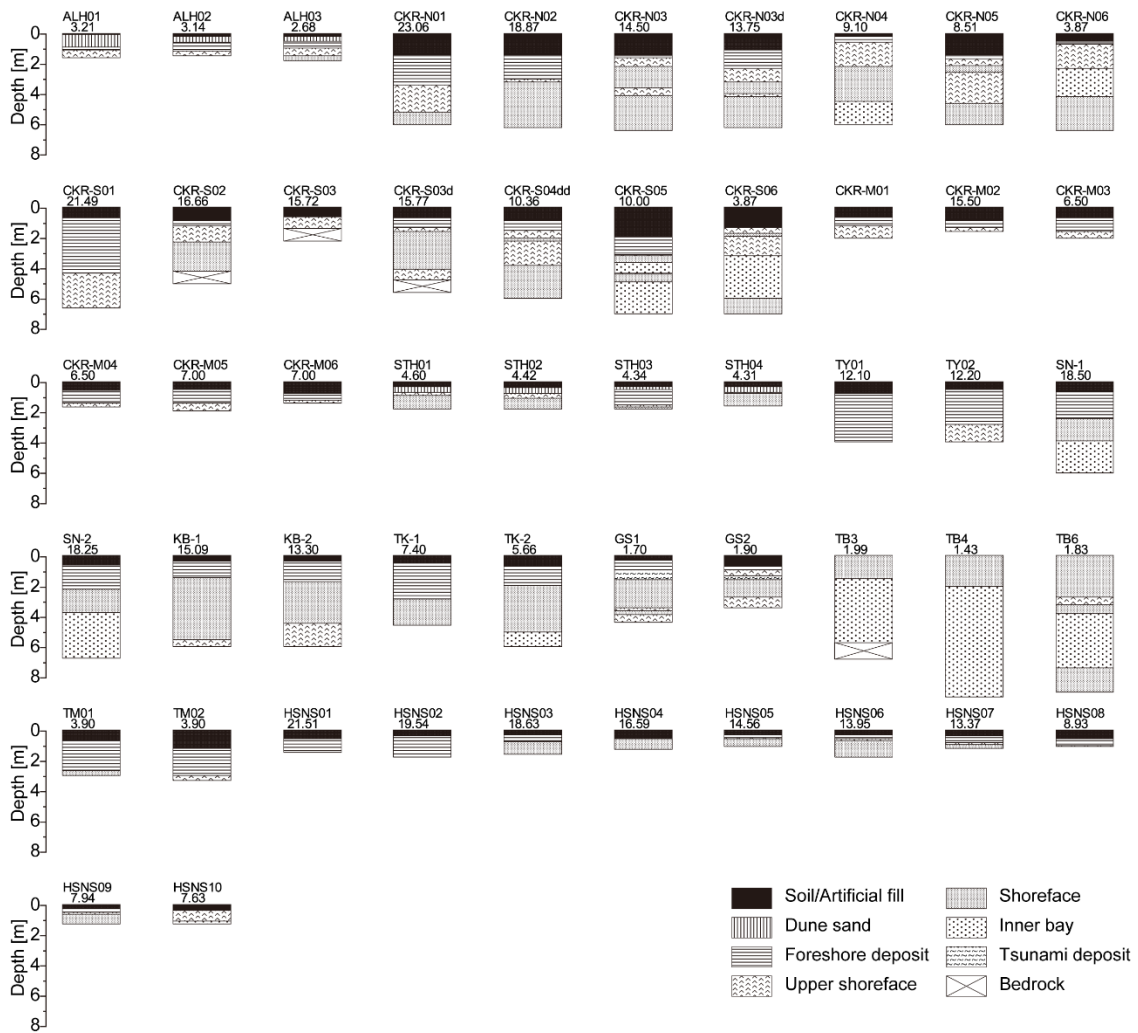 ALH01 ALH02 ALH03 CKR-N01 CKR-N02 CKR-N03 CKR-N03d CKR-N04 CKR-N05 CKR-N06
3.21 3.14 2.68 23.06 18.87 14.50 13.75 9.10 8.51 3.87
Depth [m]
0
2
4
6
8
CKR-S01 CKR-S02 CKR-S03 CKR-S03d CKR-S04dd CKR-S05 CKR-S06 CKR-M01 CKR-M02 CKR-M03
21.49 16.66 15.72 15.77 10.36 10.00 3.87 15.50 6.50
Depth [m]
0
2
4
6
8
CKR-M04 CKR-M05 CKR-M06 STH01 STH02 STH03 STH04 TY01 TY02 SN-1
6.50 7.00 7.00 4.60 4.42 4.34 4.31 12.10 12.20 18.50
Depth [m]
0
2
4
6
8
SN-2 KB-1 KB-2 TK-1 TK-2 GS1 GS2 TB3 TB4 TB6
18.25 15.09 13.30 7.40 5.66 1.70 1.90 1.99 1.43 1.83
Depth [m]
0
2
4
6
8
TM01 TM02 HSNS01 HSNS02 HSNS03 HSNS04 HSNS05 HSNS06 HSNS07 HSNS08
3.90 3.90 21.51 19.54 18.63 16.59 14.56 13.95 13.37 8.93
Depth [m]
0
2
4
6
8
HSNS09 HSNS10
7.94 7.63
Depth [m]
0
2
4
6
8
Soil/Artificial fill
Dune sand
Foreshore deposit
Upper shoreface
Shoreface
Inner bay
Tsunami deposit
Bedrock